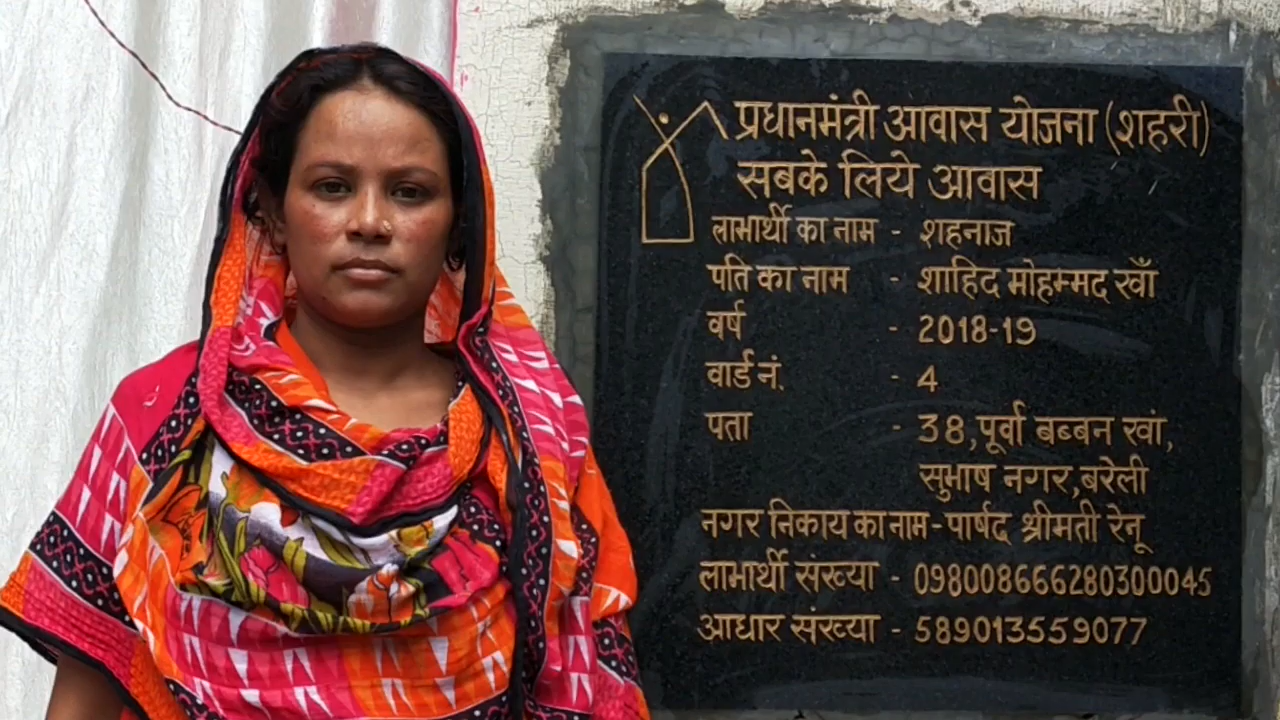 प्रधानमंत्री आवास योजना (शहरी)
सबके लिये आवास
लाभार्थी का नाम - शहनाज
पति का नाम - शाहिद मोहम्मद खाँ
वर्ष - 2018-19
वार्ड नं. - 4
पता - 38,पूर्वा बब्बन खां,
सुभाष नगर,बरेली
नगर निकाय का नाम-पार्षद श्रीमती रेनू
लाभार्थी संख्या - 098008666280300045
आधार संख्या - 589013559077